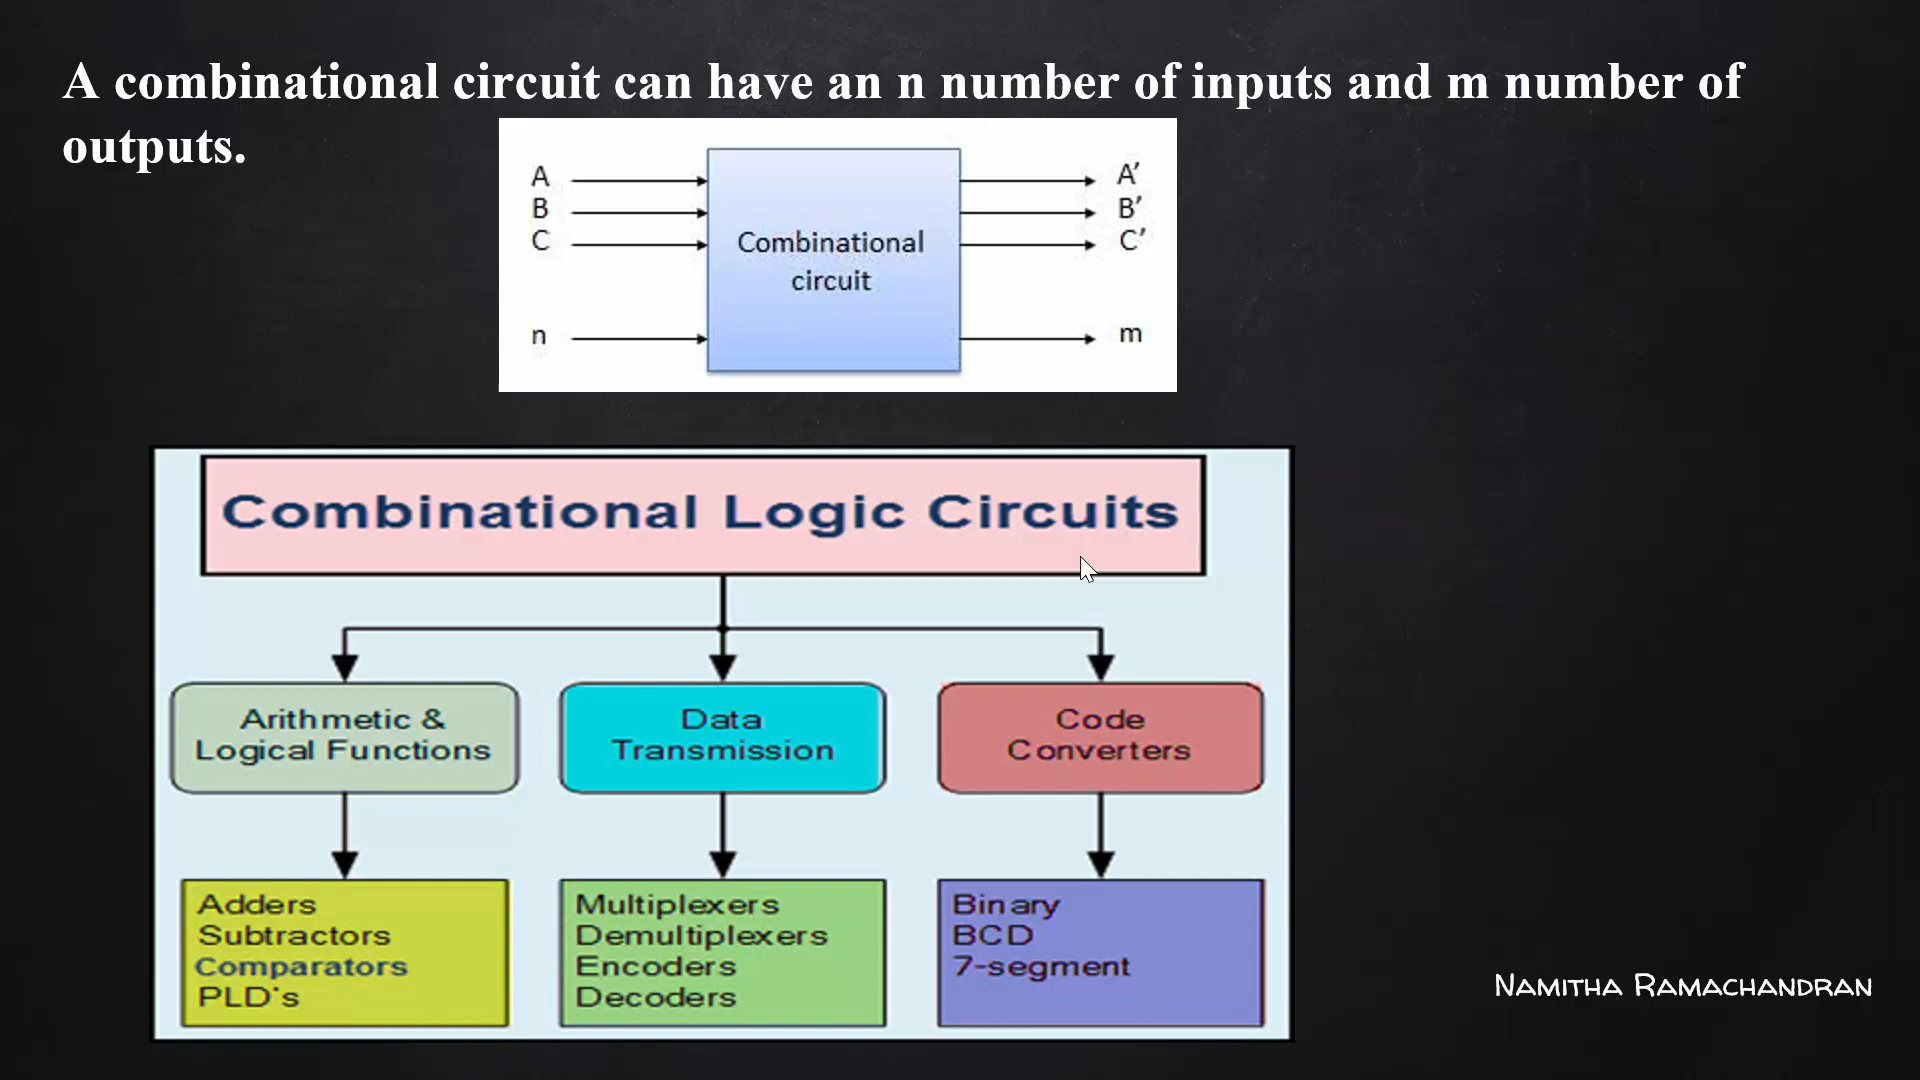 A combinational circuit can have an n number of inputs and m number of
outputs.
A
B
C
n
Combinational
circuit
A′
B′
C′
m
Combinational Logic Circuits
Arithmetic &
Logical Functions
Data
Transmission
Code
Converters
Adders
Subtractors
Comparators
PLD's
Multiplexers
Demultiplexers
Encoders
Decoders
Binary
BCD
7-segment
Namitha Ramachandran